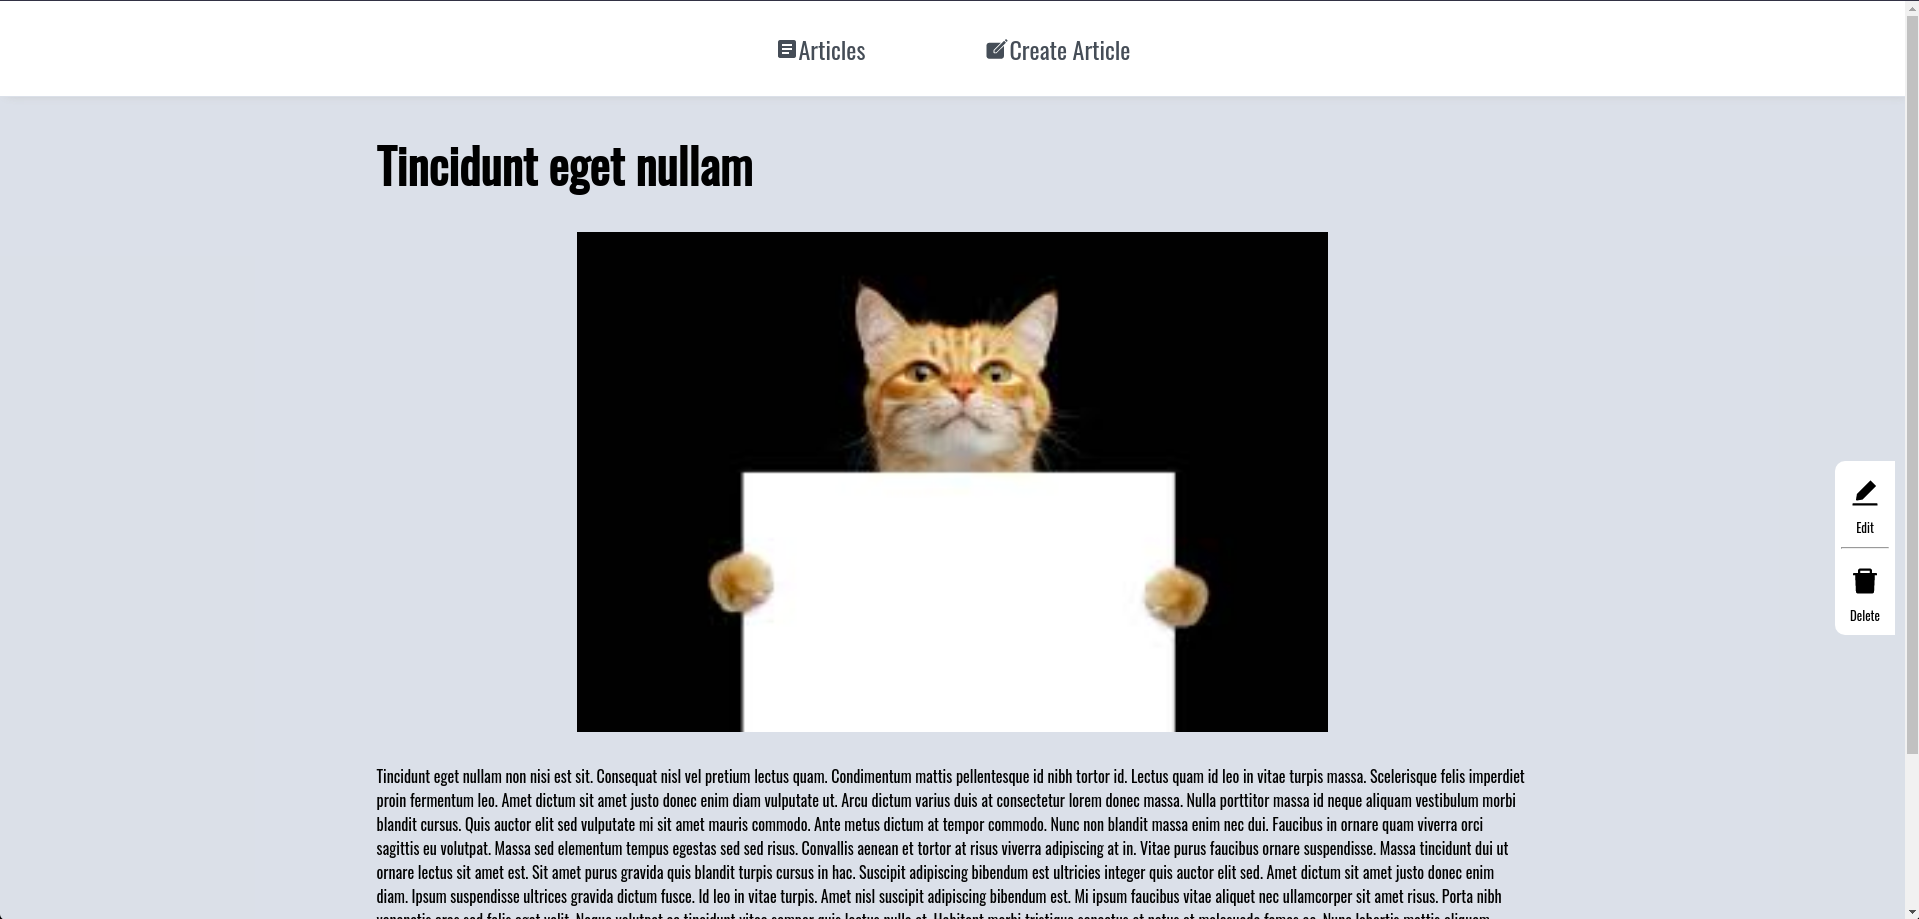 Articles
Create Article
Tincidunt eget nullam
Edit
Delete
Tincidunt eget nullam non nisi est sit. Consequat nisl vel pretium lectus quam. Condimentum mattis pellentesque id nibh tortor id. Lectus quam id leo in vitae turpis massa. Scelerisque felis imperdiet
proin fermentum leo. Amet dictum sit amet justo donec enim diam vulputate ut. Arcu dictum varius duis at consectetur lorem donec massa. Nulla porttitor massa id neque aliquam vestibulum morbi
blandit cursus. Quis auctor elit sed vulputate mi sit amet mauris commodo. Ante metus dictum at tempor commodo. Nunc non blandit massa enim nec dui. Faucibus in ornare quam viverra orci
sagittis eu volutpat. Massa sed elementum tempus egestas sed sed risus. Convallis aenean et tortor at risus viverra adipiscing at in. Vitae purus faucibus ornare suspendisse. Massa tincidunt dui ut
ornare lectus sit amet est. Sit amet purus gravida quis blandit turpis cursus in hac. Suscipit adipiscing bibendum est ultricies integer quis auctor elit sed. Amet dictum sit amet justo donec enim
diam. Ipsum suspendisse ultrices gravida dictum fusce. Id leo in vitae turpis. Amet nisl suscipit adipiscing bibendum est. Mi ipsum faucibus vitae aliquet nec ullamcorper sit amet risus. Porta nibh